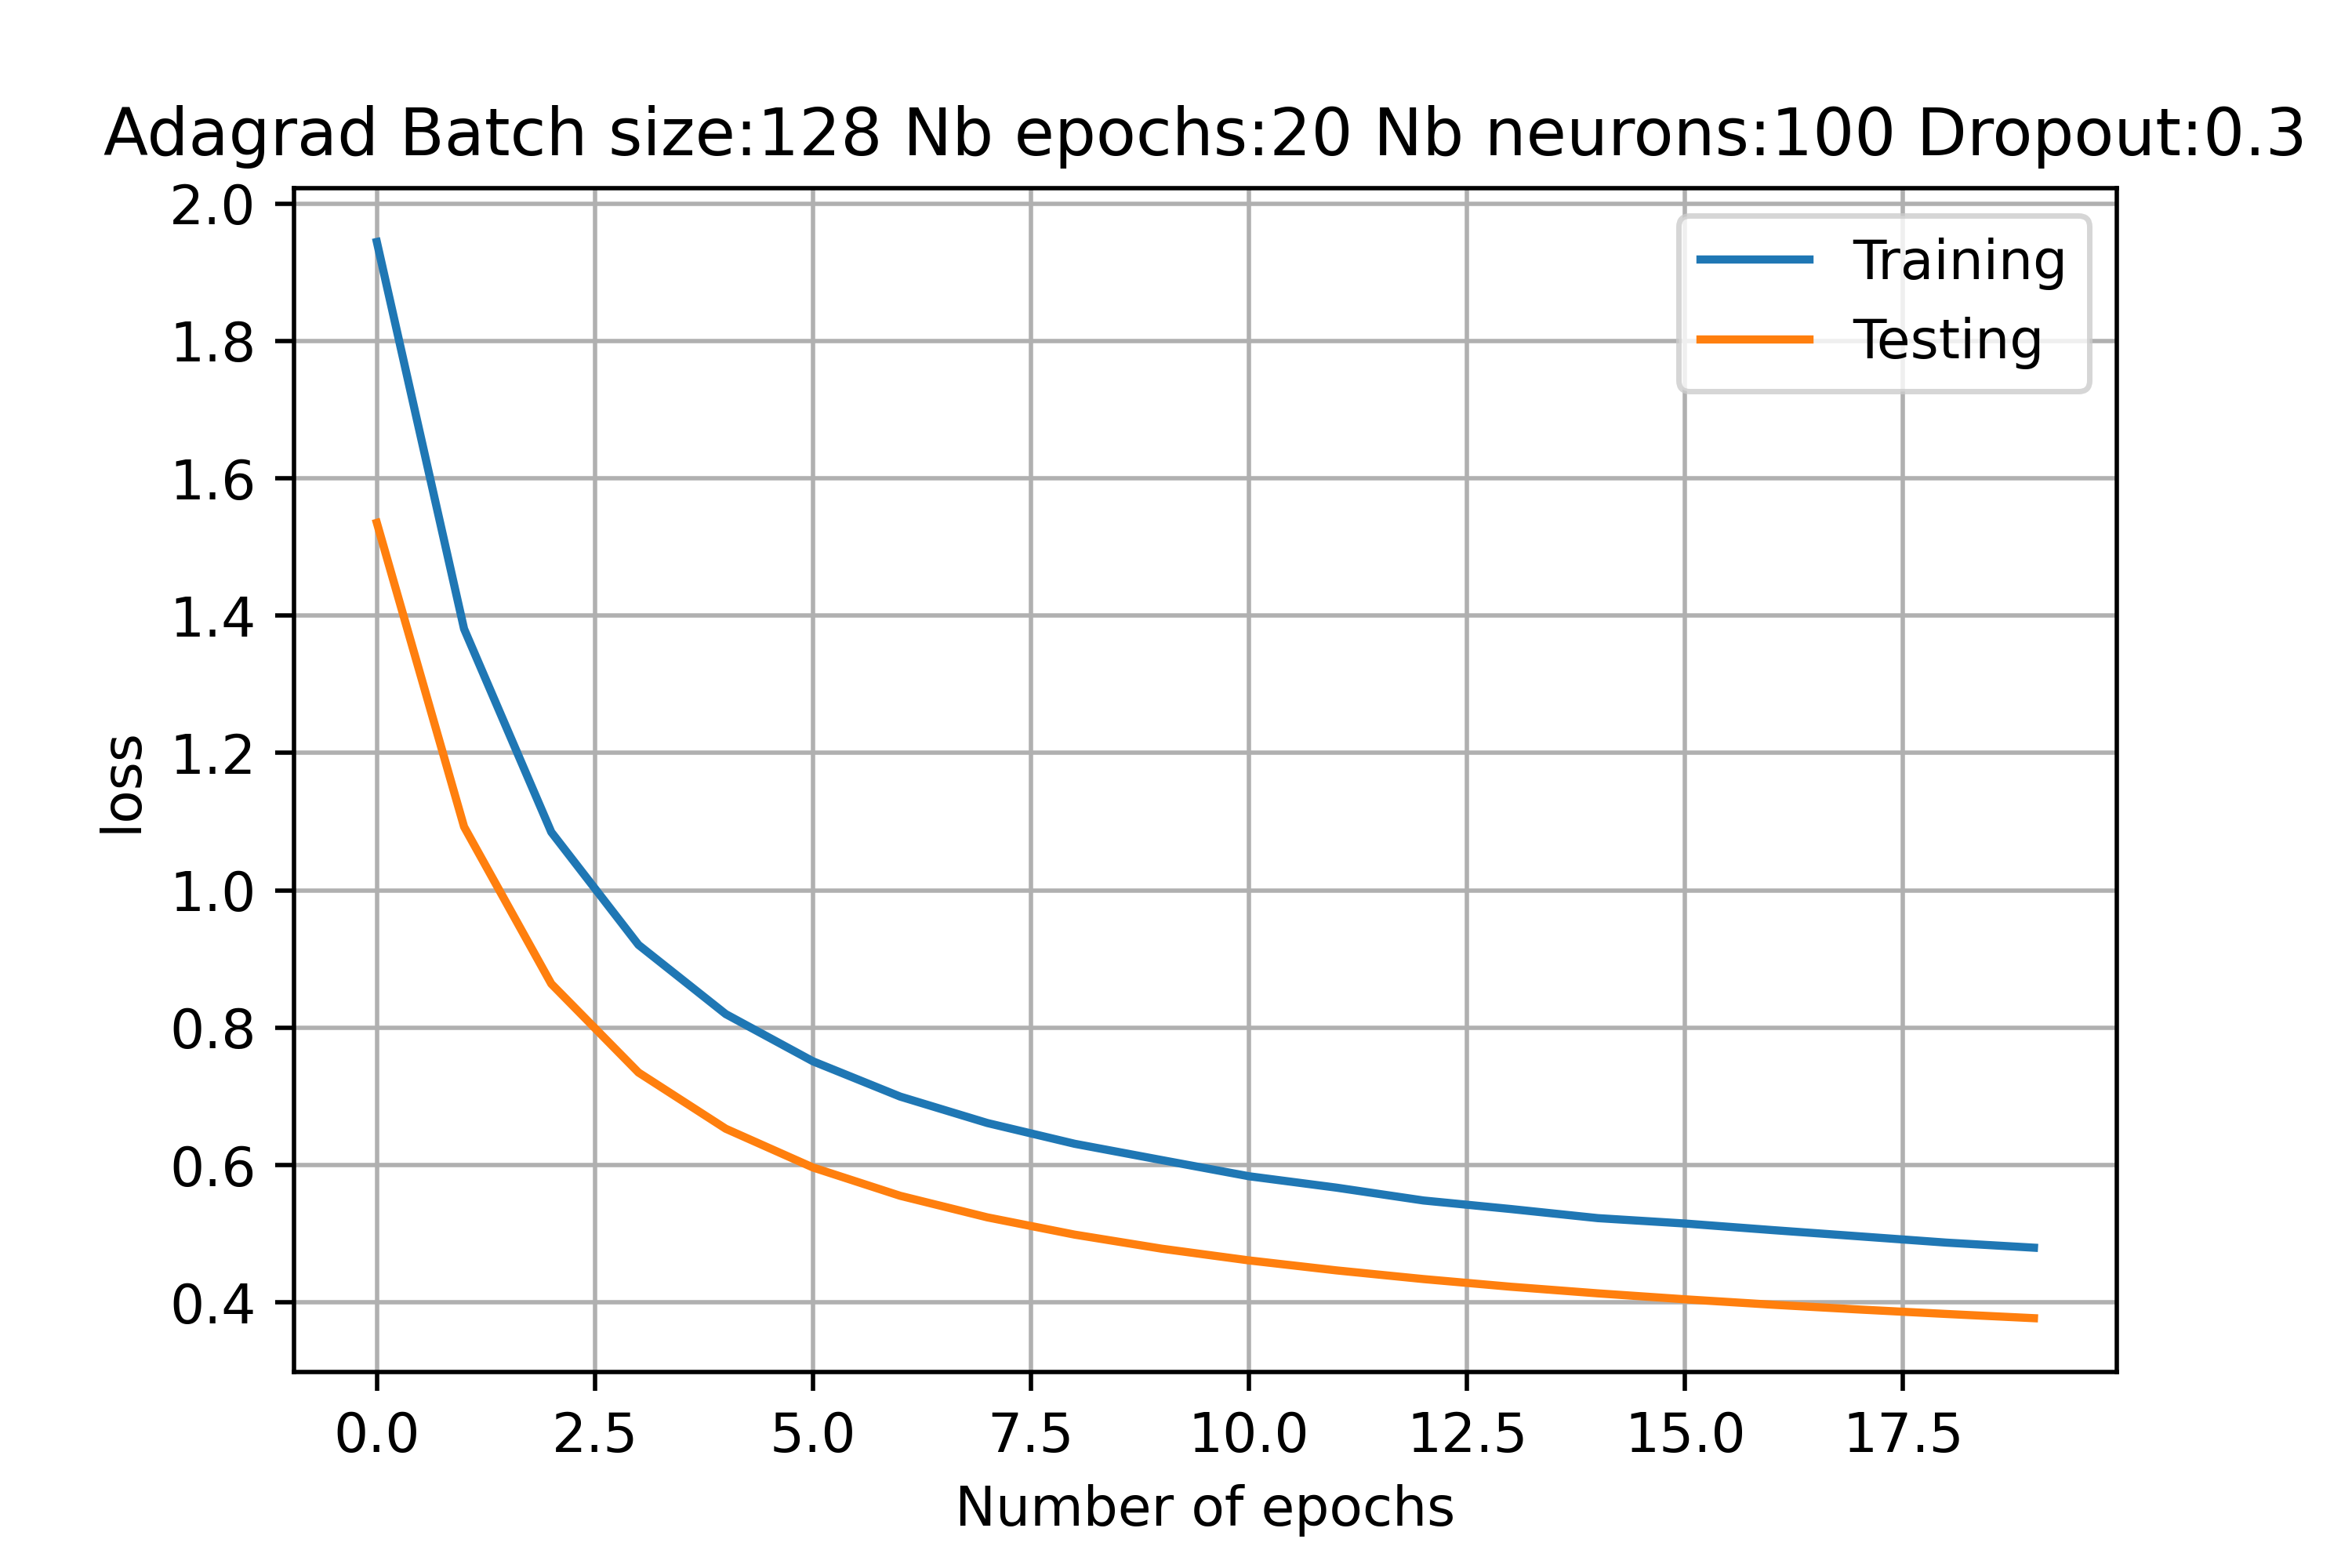 Adagrad Batch size:128 Nb epochs:20 Nb neurons:100 Dropout:0.3
2.0
1.8
1.6
1.4
1.2
1.0
0.8
0.6
0.4
loss
Training
Testing
0.0 2.5 5.0 7.5 10.0 12.5 15.0 17.5
Number of epochs